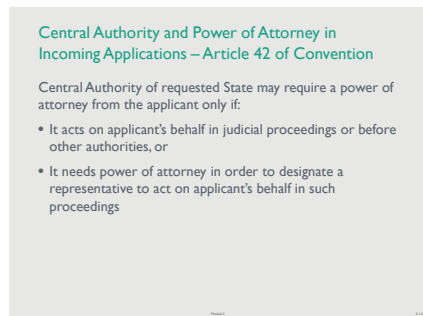 Central Authority and Power of Attorney in
Incoming Applications – Article 42 of Convention
Central Authority of requested State may require a power of
attorney from the applicant only if:
• It acts on applicant's behalf in judicial proceedings or before
other authorities, or
• It needs power of attorney in order to designate a
representative to act on applicant's behalf in such
proceedings